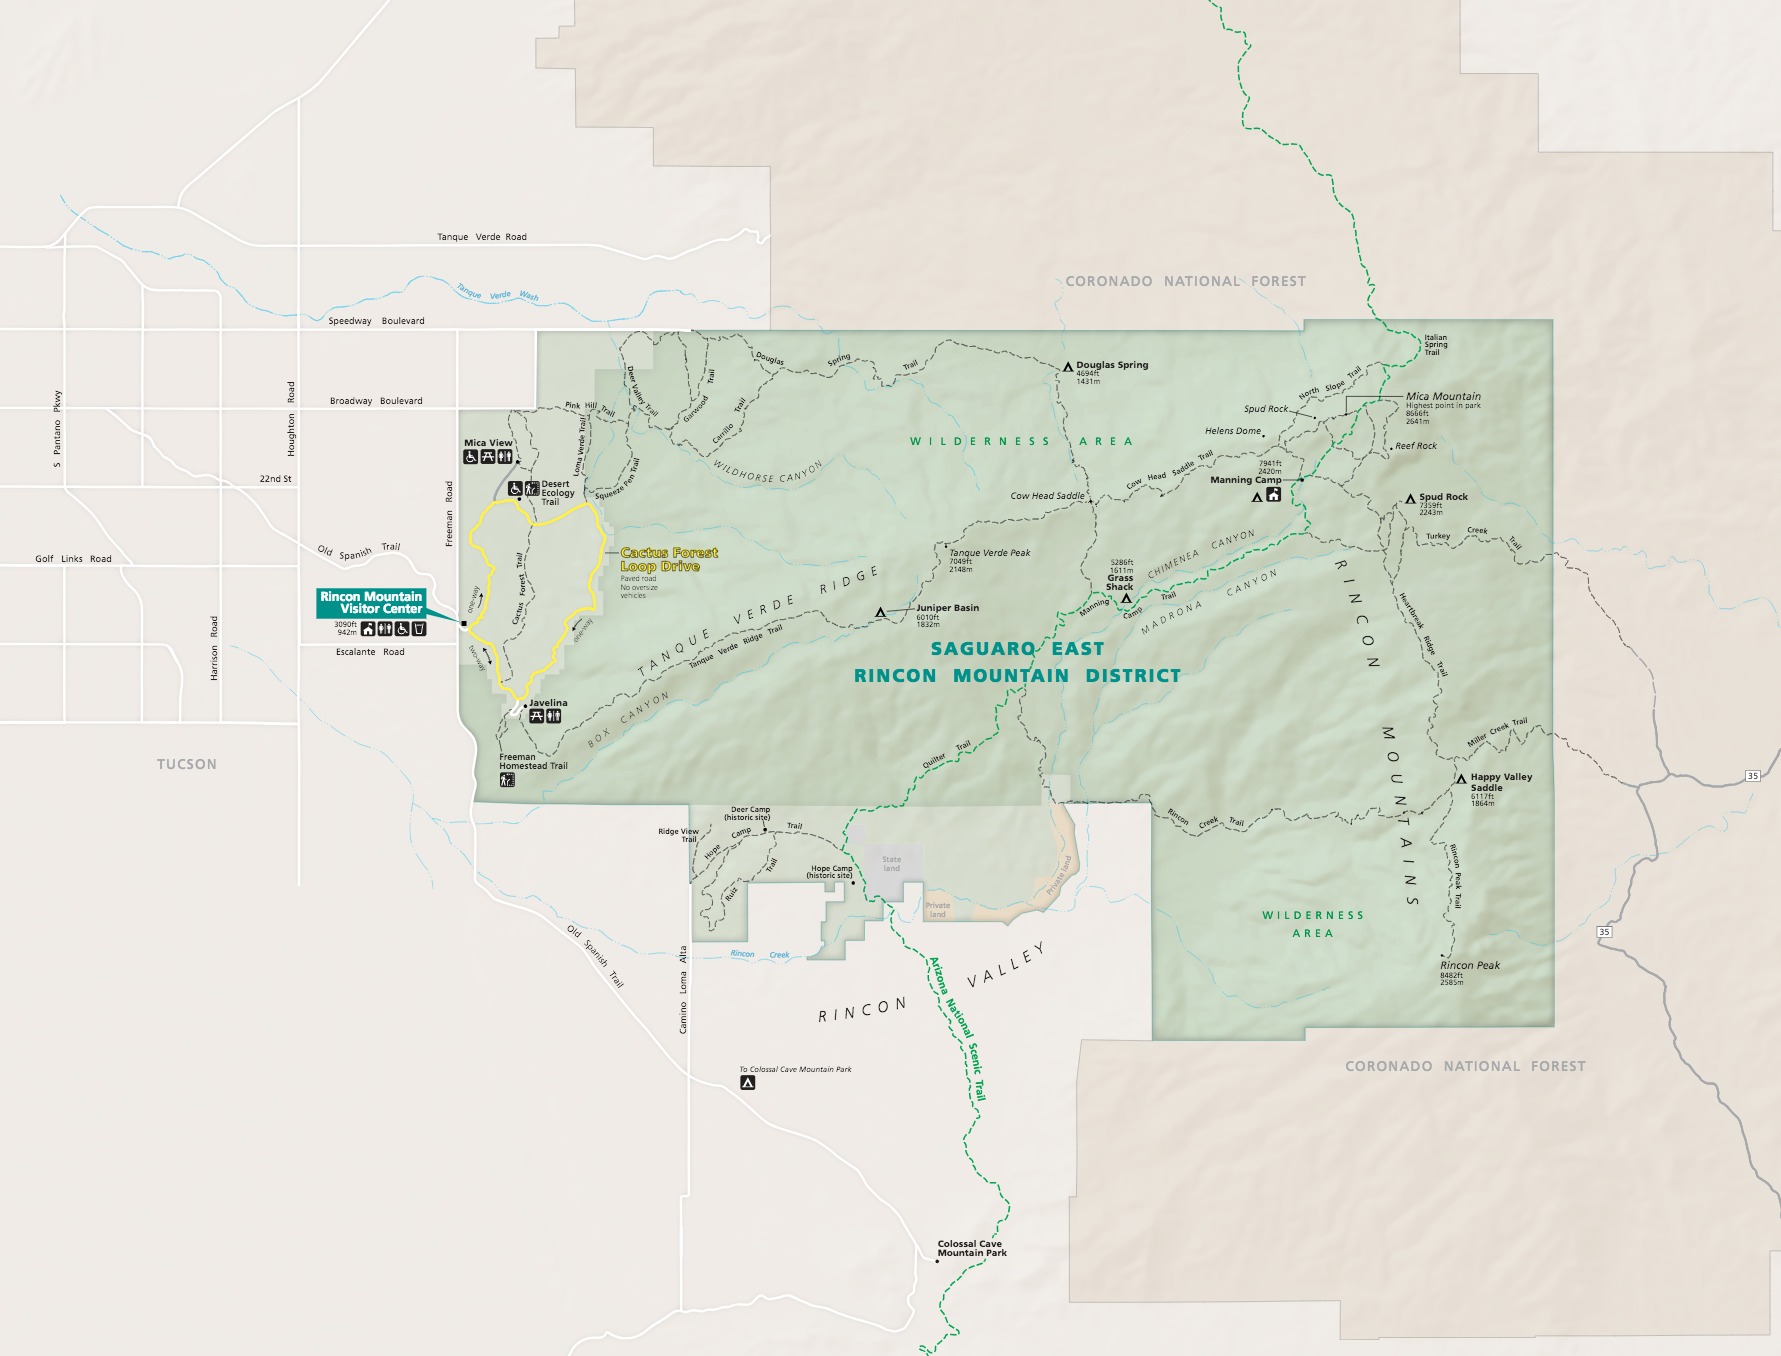 Tanque Verde Road
CORONADO NATIONAL FOREST
Tanque Verde Wash
Speedway Boulevard
Italian
Spring
Trail
Douglas
Spring
Trail
Douglas Spring
4694ft
1431m
North Slope Trail
Mica Mountain
Highest point in park
8666ft
2641m
Deer Valley Trail
Garwood
Trail
Carrillo
Trail
Pink Hill Trail
Loma Verde Trail
Squeeze Pen Trail
S Pantano Pkwy
Houghton Road
Broadway Boulevard
Spud Rock
Helens Dome
Reef Rock
WILDERNESS AREA
Mica View
WILDHORSE CANYON
Cow Head Saddle Trail
7941ft
2420m
Manning Camp
22nd St
Desert
Ecology
Trail
Cow Head Saddle
Spud Rock
7359ft
2243m
Freeman Road
Turkey
Creek
Trail
Old Spanish Trail
Golf Links Road
Cactus Forest
Loop Drive
Paved road
No oversize
vehicles
Cactus Forest Trail
Tanque Verde Peak
7049ft
2148m
CHIMENEA CANYON
5286ft
1611m
Grass
Shack
MADRONA CANYON
Manning
Camp
Trail
one-way
one-way
two-way
Rincon Mountain
Visitor Center
3090ft
942m
Juniper Basin
6010ft
1832m
TANQUE VERDE RIDGE
Tanque Verde Ridge Trail
Heartbreak Ridge Trail
RINCON MOUNTAINS
Escalante Road
Harrison Road
SAGUARO EAST
RINCON MOUNTAIN DISTRICT
Javelina
BOX CANYON
Freeman
Homestead Trail
Quilter Trail
Miller Creek Trail
TUCSON
Happy Valley
Saddle
6117ft
1864m
35
Rincon Creek Trail
Deer Camp
(historic site)
Ridge View
Trail
Hope
Camp
Trail
Ruiz
Trail
Hope Camp
(historic site)
State
land
Private land
Private
land
Rincon Peak Trail
WILDERNESS
AREA
35
Old Spanish Trail
Camino Loma Alta
Rincon Creek
RINCON VALLEY
Rincon Peak
8482ft
2585m
Arizona National Scenic Trail
To Colossal Cave Mountain Park
CORONADO NATIONAL FOREST
Colossal Cave
Mountain Park